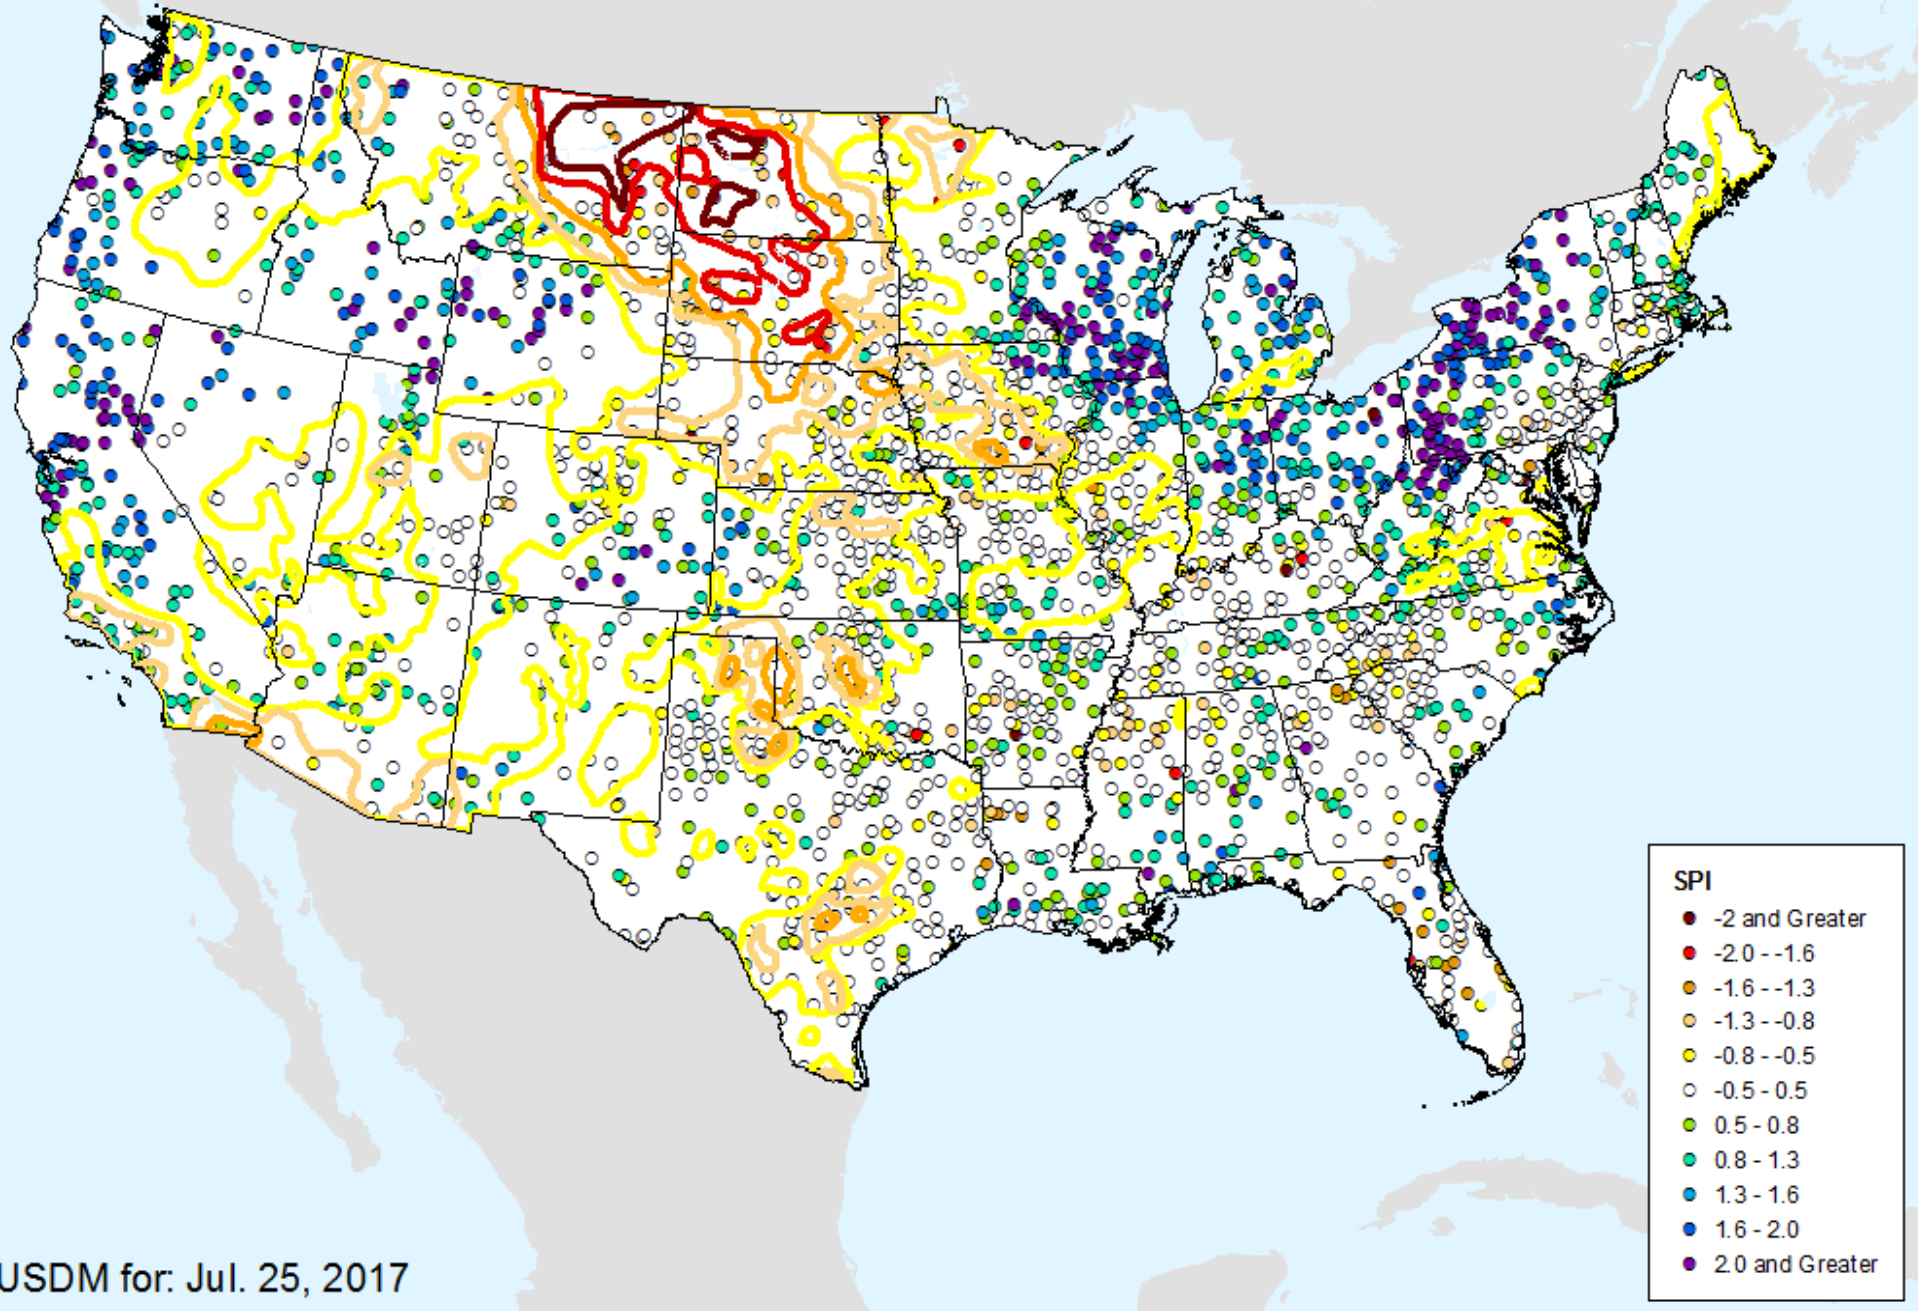 SPI
-2 and Greater
-2.0 - -1.6
-1.6 - -1.3
-1.3 - -0.8
-0.8 - -0.5
-0.5 - 0.5
0.5 - 0.8
0.8 - 1.3
1.3 - 1.6
1.6 - 2.0
2.0 and Greater
USDM for: Jul. 25, 2017